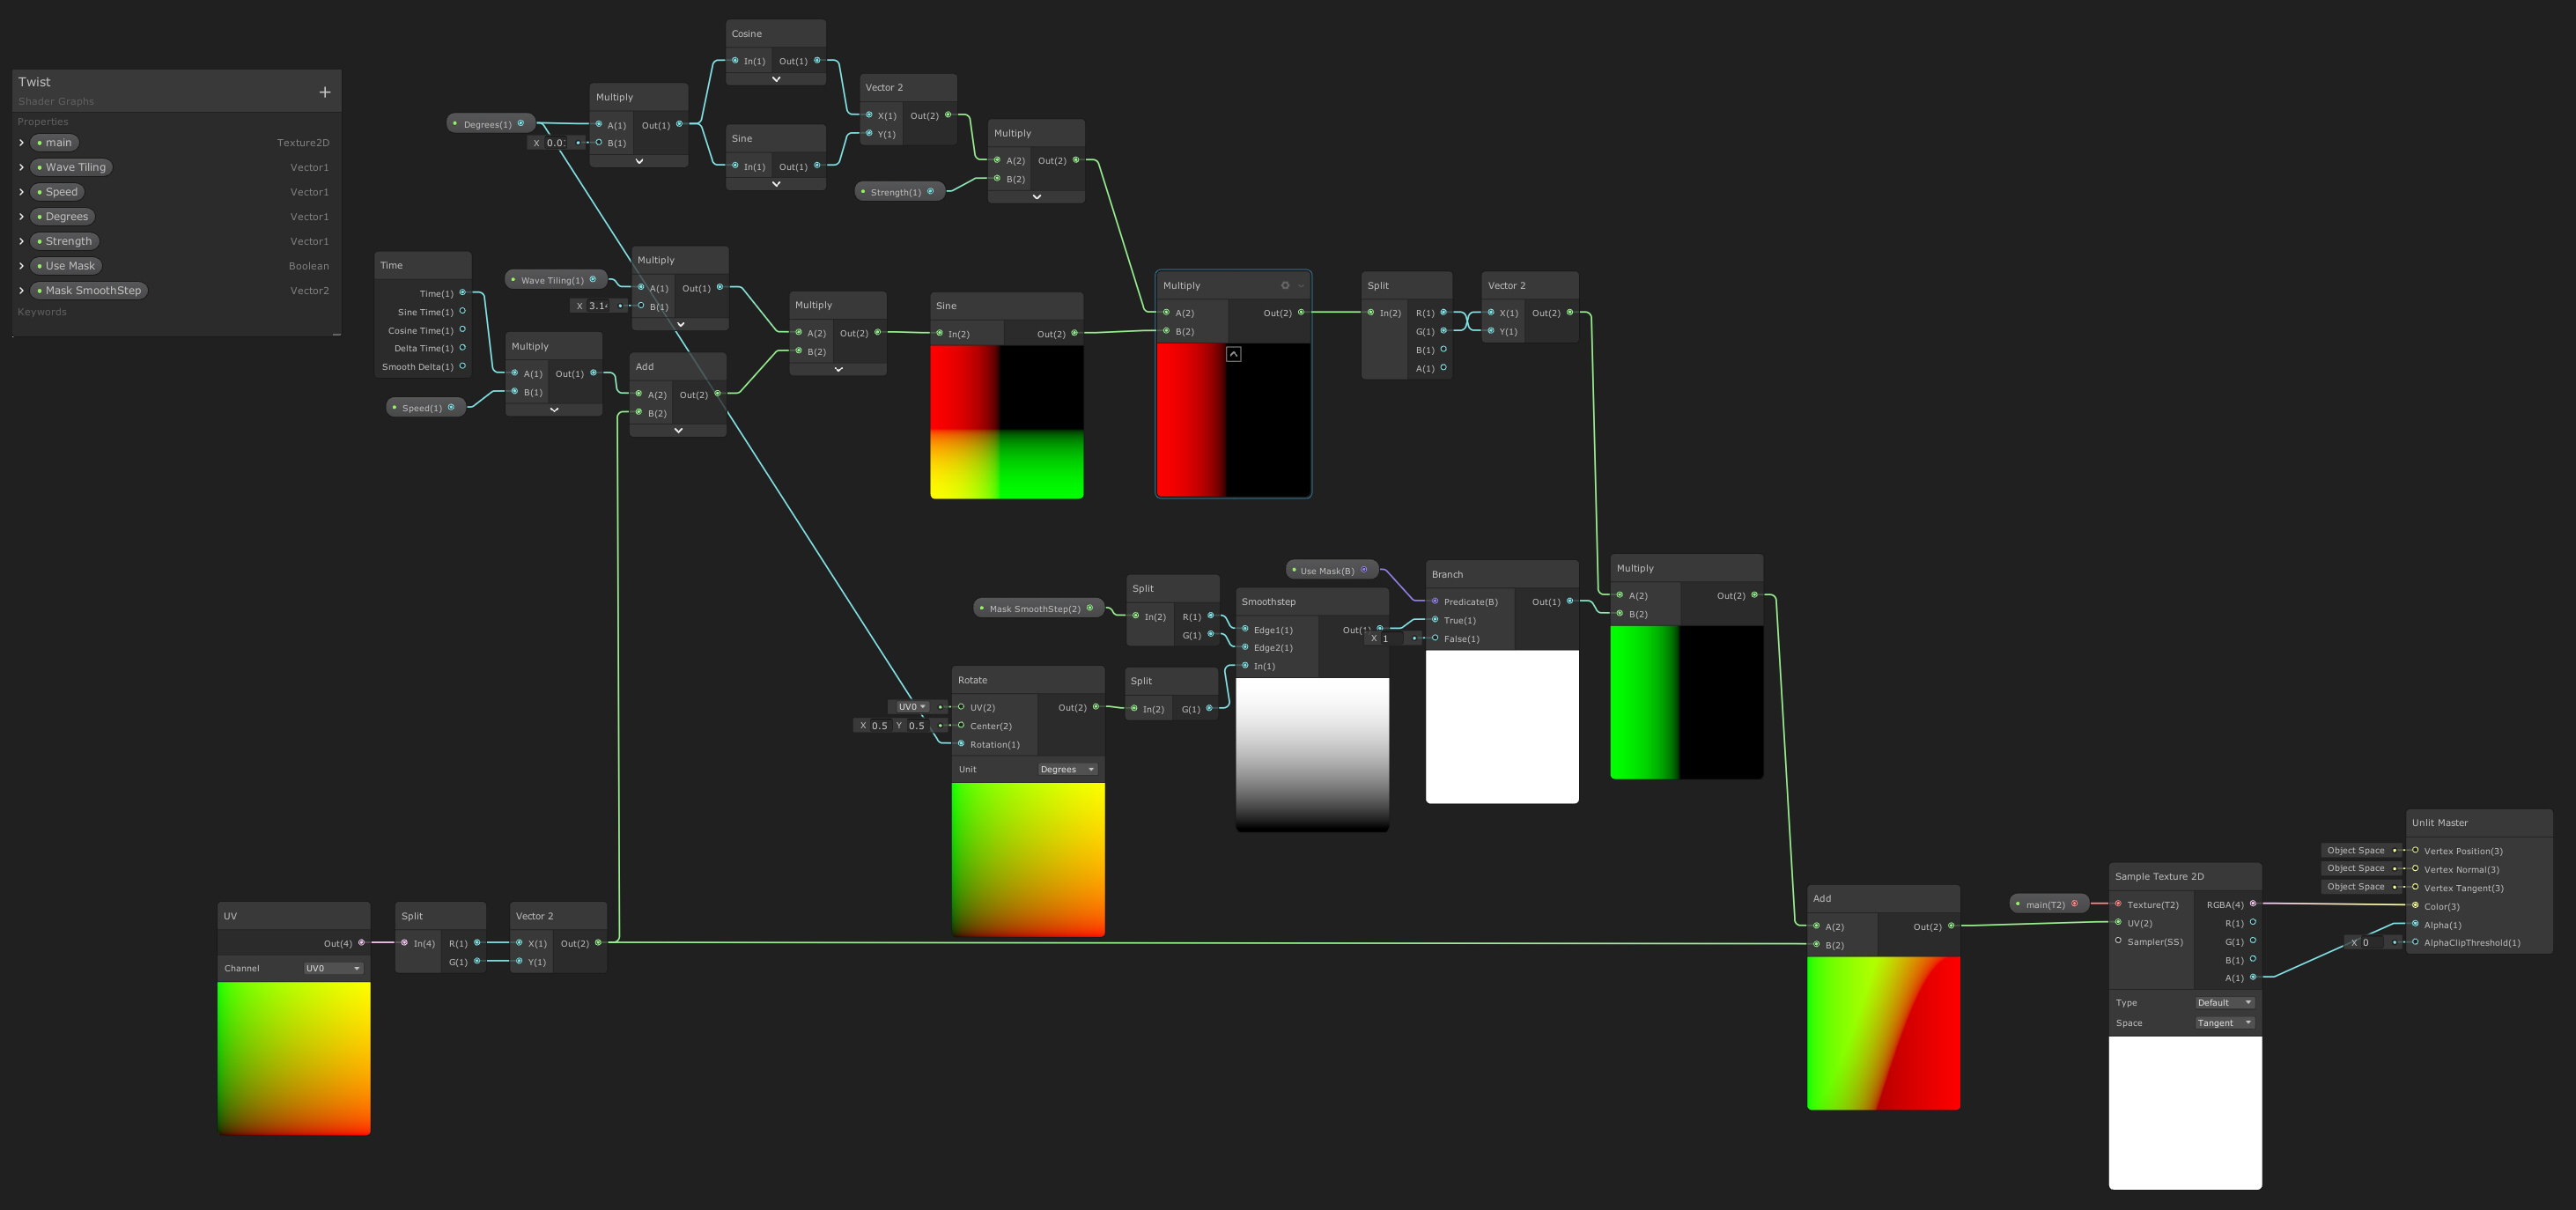 Twist
Shader Graphs
+
Properties
main Texture2D
Wave Tiling Vector1
Speed Vector1
Degrees Vector1
Strength Vector1
Use Mask Boolean
Mask SmoothStep Vector2
Keywords
Degrees(1)
X 0.0
Multiply
A(1) Out(1)
B(1)
Cosine
In(1) Out(1)
Sine
In(1) Out(1)
Vector 2
X(1) Out(2)
Y(1)
Strength(1)
Multiply
A(2) Out(2)
B(2)
Time
Time(1)
Sine Time(1)
Cosine Time(1)
Delta Time(1)
Smooth Delta(1)
Speed(1)
Multiply
A(1) Out(1)
B(1)
Wave Tiling(1)
X 3.1
Multiply
A(1) Out(1)
B(1)
Add
A(2) Out(2)
B(2)
Multiply
A(2) Out(2)
B(2)
Sine
In(2) Out(2)
Multiply
A(2) Out(2)
B(2)
Split
In(2) R(1)
G(1)
B(1)
A(1)
Vector 2
X(1) Out(2)
Y(1)
Mask SmoothStep(2)
Split
In(2) R(1)
G(1)
Rotate
UV0 UV(2) Out(2)
X 0.5 Y 0.5 Center(2)
Rotation(1)
Unit Degrees
Split
In(2) G(1)
Smoothstep
Edge1(1) Out(1)
Edge2(1)
In(1)
Use Mask(B)
X 1
Branch
Predicate(B) Out(1)
True(1)
False(1)
Multiply
A(2) Out(2)
B(2)
UV
Out(4)
Channel UV0
Split
In(4) R(1)
G(1)
Vector 2
X(1) Out(2)
Y(1)
Add
A(2) Out(2)
B(2)
main(T2)
Sample Texture 2D
Texture(T2) RGBA(4)
UV(2) R(1)
Sampler(SS) G(1)
B(1)
A(1)
Type Default
Space Tangent
Unlit Master
Object Space Vertex Position(3)
Object Space Vertex Normal(3)
Object Space Vertex Tangent(3)
Color(3)
Alpha(1)
X 0 AlphaClipThreshold(1)